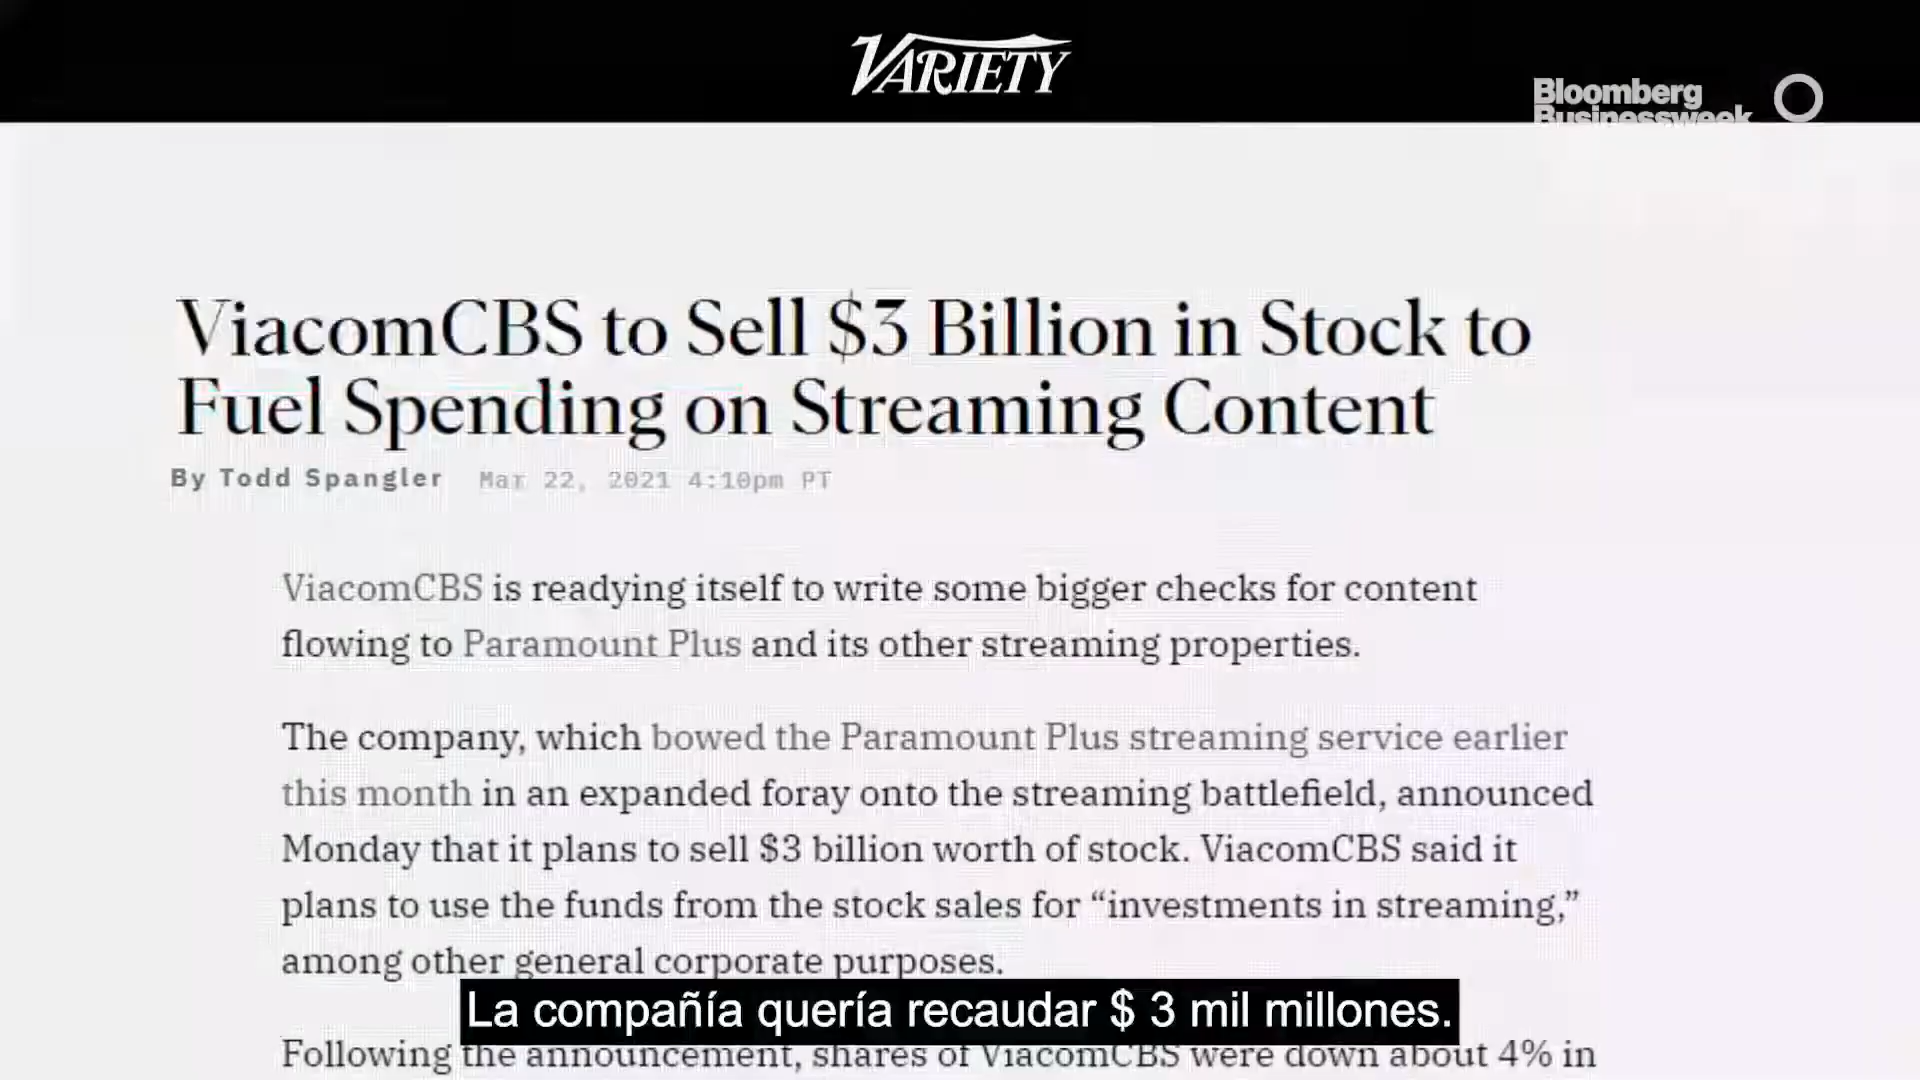 VARIETY
Bloomberg
Businessweek
ViacomCBS to Sell $3 Billion in Stock to
Fuel Spending on Streaming Content
By Todd Spangler Mar 22, 2021 4:10pm PT
ViacomCBS is readying itself to write some bigger checks for content
flowing to Paramount Plus and its other streaming properties.
The company, which bowed the Paramount Plus streaming service earlier
this month in an expanded foray onto the streaming battlefield, announced
Monday that it plans to sell $3 billion worth of stock. ViacomCBS said it
plans to use the funds from the stock sales for “investments in streaming,”
among other general corporate purposes.
La compañía quería recaudar $ 3 mil millones.
Following the announcement, shares of ViacomCBS were down about 4% in